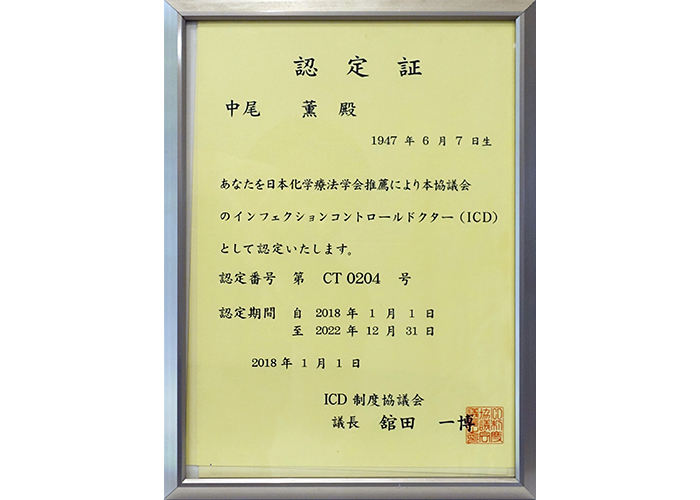 認定証
中尾 薫 殿
1947 年 6 月 7 日生
あなたを日本化学療法学会推薦により本協議会
のインフェクションコントロールドクター(ICD)
として認定いたします。
認定番号 第 CT 0204 号
認定期間 自 2018 年 1 月 1 日
至 2022 年 12 月 31 日
2018 年 1 月 1 日
ICD 制度協議会
議長 舘田 一博